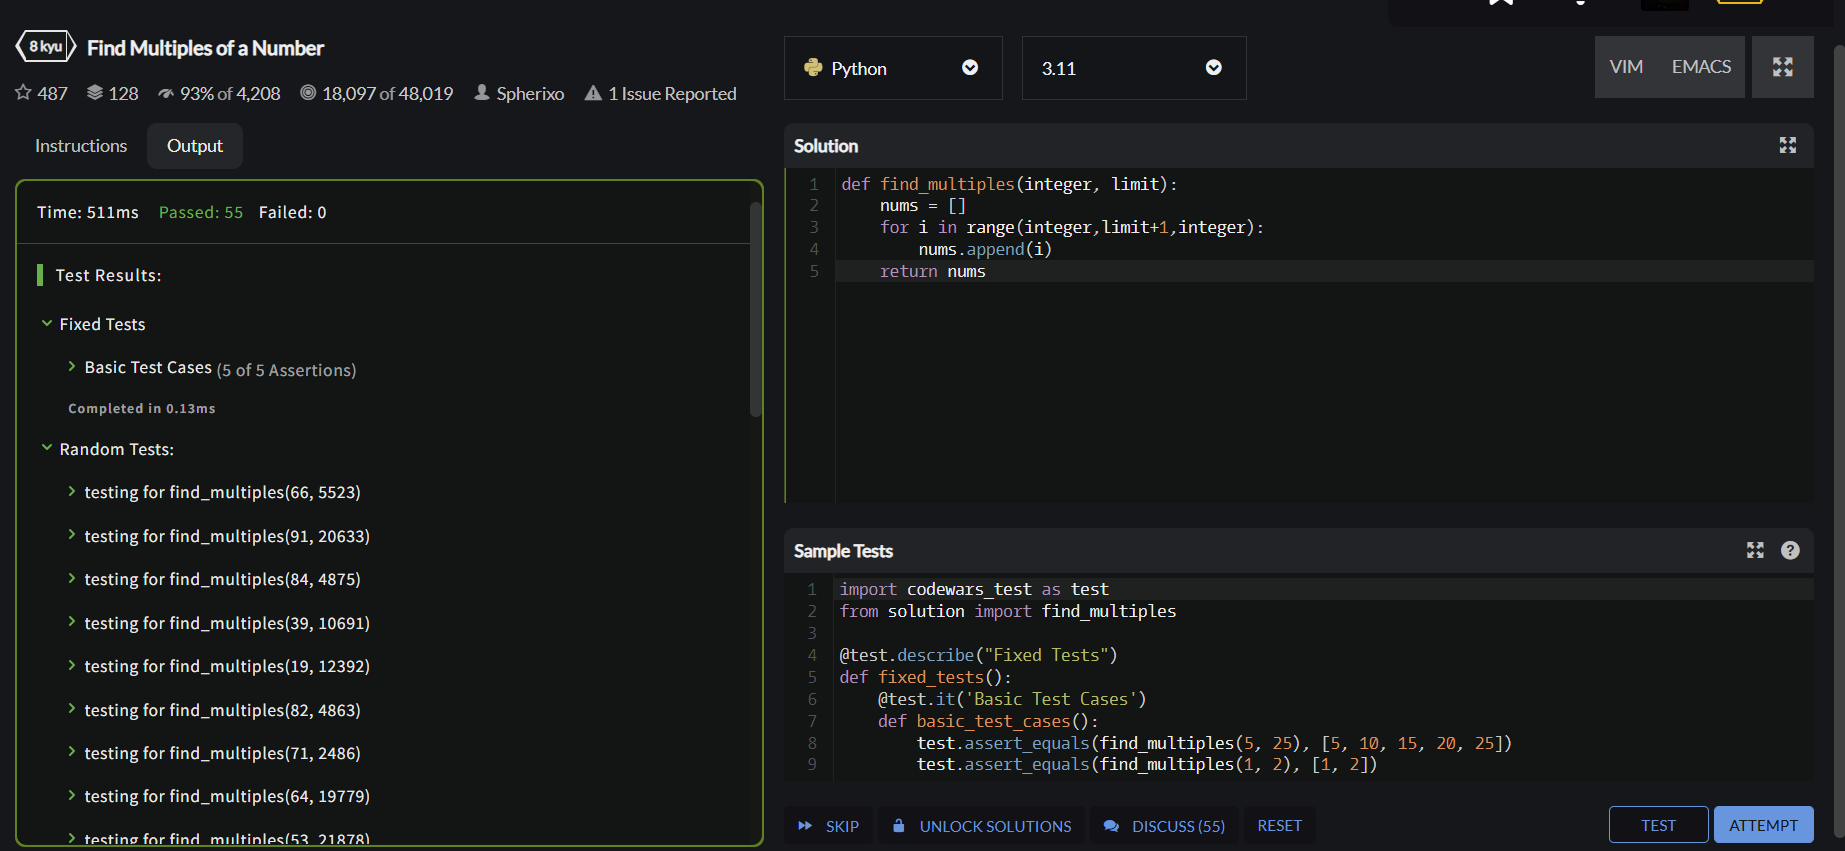 8 kyu Find Multiples of a Number
487 128 93% of 4,208 18,097 of 48,019 Spherixo 1 Issue Reported
Instructions Output
Time: 511ms Passed: 55 Failed: 0
Test Results:
Fixed Tests
Basic Test Cases (5 of 5 Assertions)
Completed in 0.13ms
Random Tests:
testing for find_multiples(66, 5523)
testing for find_multiples(91, 20633)
testing for find_multiples(84, 4875)
testing for find_multiples(39, 10691)
testing for find_multiples(19, 12392)
testing for find_multiples(82, 4863)
testing for find_multiples(71, 2486)
testing for find_multiples(64, 19779)
testing for find_multiples(53, 21878)
Python 3.11 VIM EMACS
Solution
1 def find_multiples(integer, limit):
2 nums = []
3 for i in range(integer,limit+1,integer):
4 nums.append(i)
5 return nums
Sample Tests ?
1 import codewars_test as test
2 from solution import find_multiples
3
4 @test.describe("Fixed Tests")
5 def fixed_tests():
6 @test.it('Basic Test Cases')
7 def basic_test_cases():
8 test.assert_equals(find_multiples(5, 25), [5, 10, 15, 20, 25])
9 test.assert_equals(find_multiples(1, 2), [1, 2])
SKIP UNLOCK SOLUTIONS DISCUSS (55) RESET TEST ATTEMPT